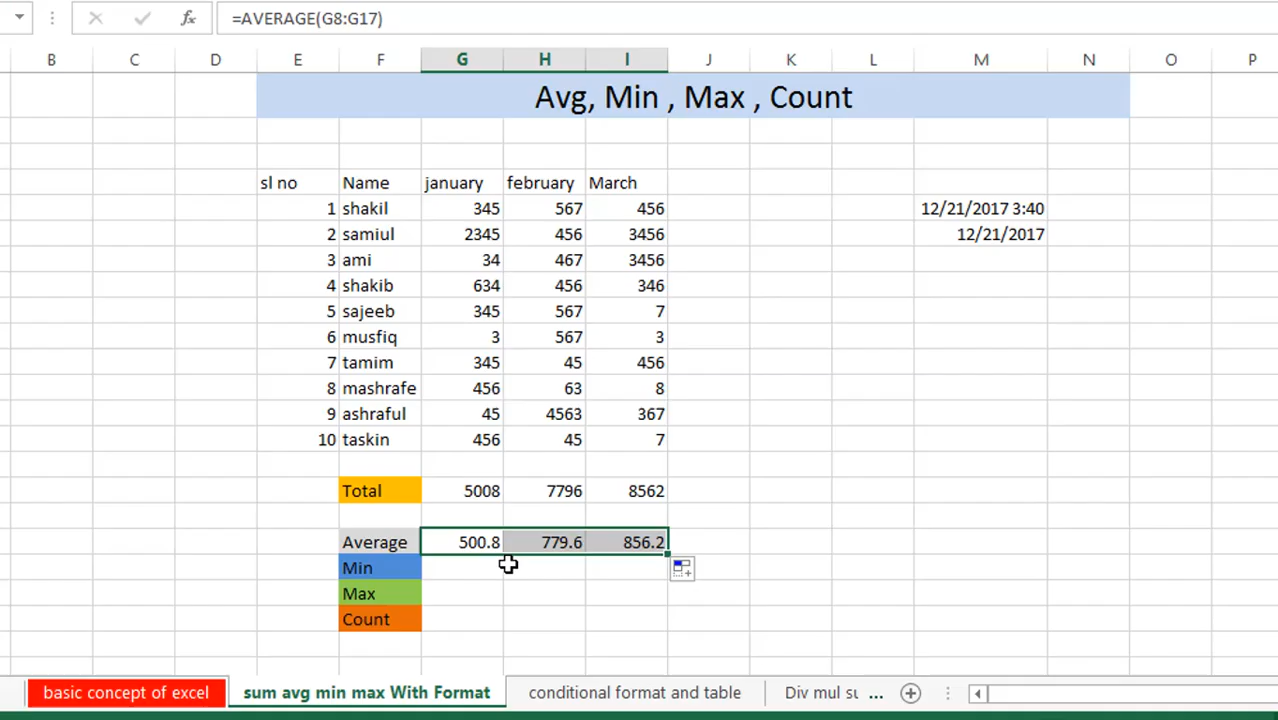 =AVERAGE(G8:G17)
B C D E F G H I J K L M N O P
Avg, Min , Max , Count
sl no Name january february March
1 shakil 345 567 456 12/21/2017 3:40
2 samiul 2345 456 3456 12/21/2017
3 ami 34 467 3456
4 shakib 634 456 346
5 sajeeb 345 567 7
6 musfiq 3 567 3
7 tamim 345 45 456
8 mashrafe 456 63 8
9 ashraful 45 4563 367
10 taskin 456 45 7
Total 5008 7796 8562
Average 500.8 779.6 856.2
Min
Max
Count
basic concept of excel sum avg min max With Format conditional format and table Div mul su ...